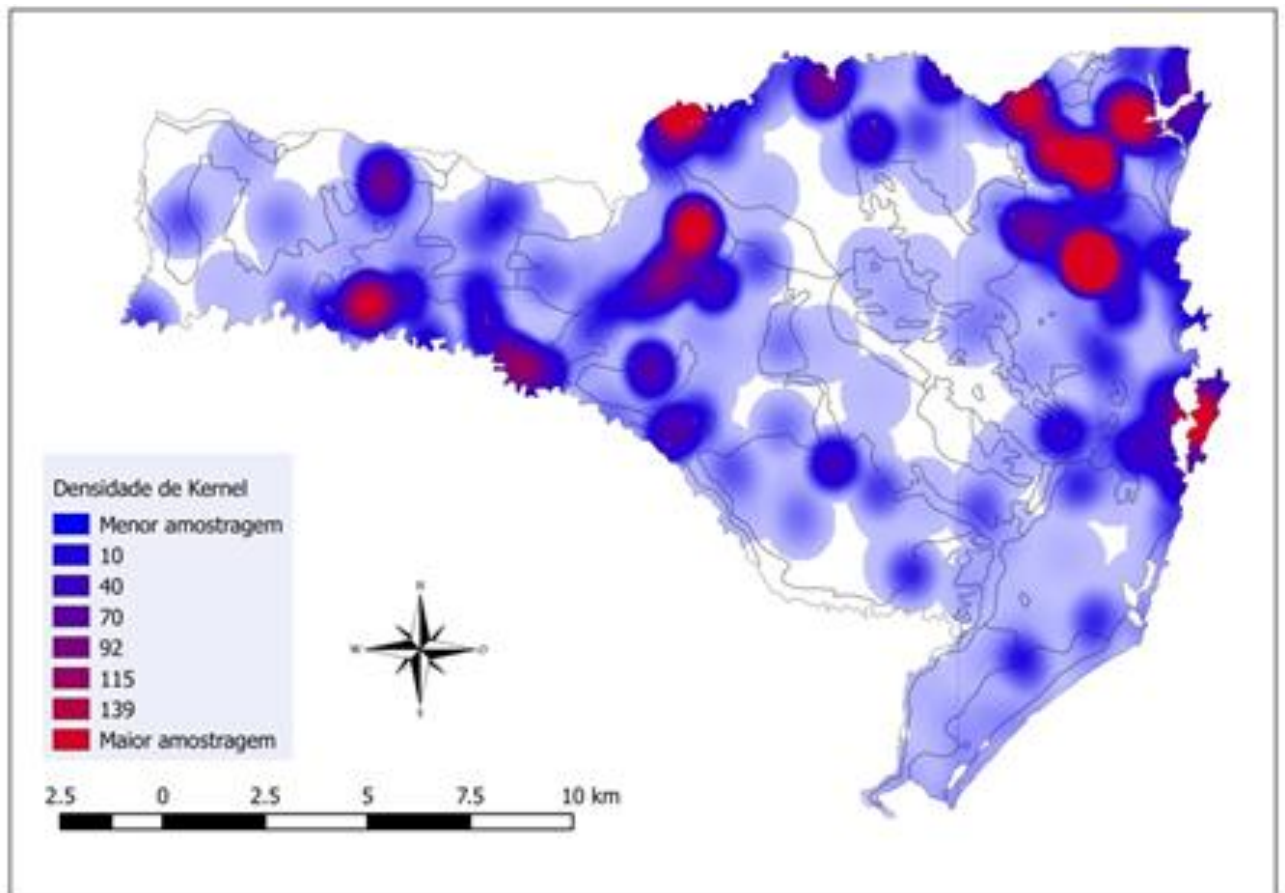 Densidade de Kernel
Menor amostragem
10
40
70
92
115
139
Maior amostragem
N
W
O
S
2.5 0 2.5 5 7.5 10 km